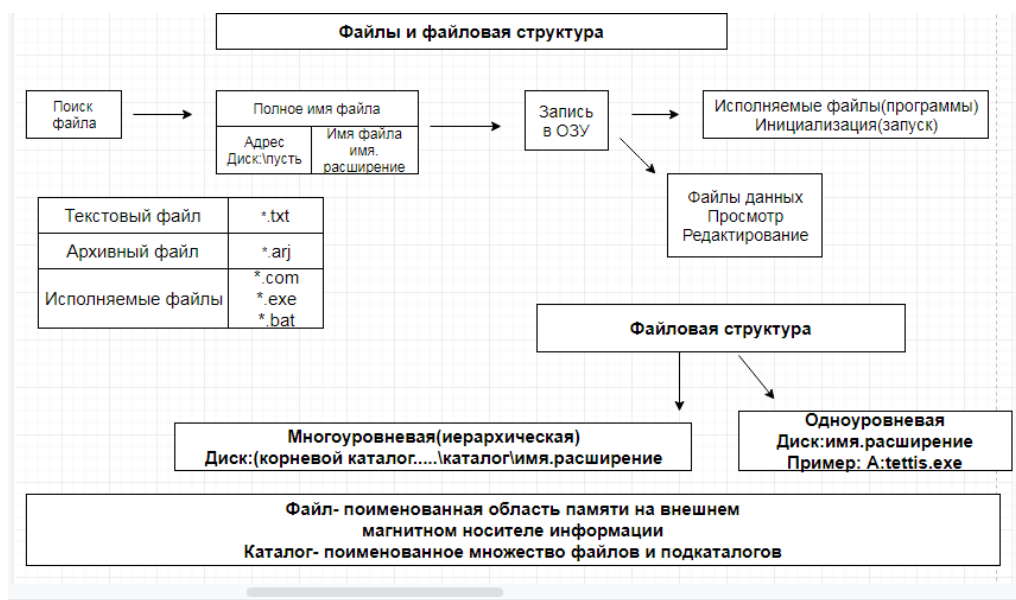 Файлы и файловая структура
Поиск
файла
Полное имя файла
Адрес
Диск:\пусть
Имя файла
имя.
расширение
Запись
в ОЗУ
Исполняемые файлы(программы)
Инициализация(запуск)
Файлы данных
Просмотр
Редактирование
Текстовый файл *.txt
Архивный файл *.arj
Исполняемые файлы
*.com
*.exe
*.bat
Файловая структура
Многоуровневая(иерархическая)
Диск:(корневой каталог.....\каталог\имя.расширение
Одноуровневая
Диск:имя.расширение
Пример: A:tettis.exe
Файл- поименованная область памяти на внешнем
магнитном носителе информации
Каталог- поименованное множество файлов и подкаталогов